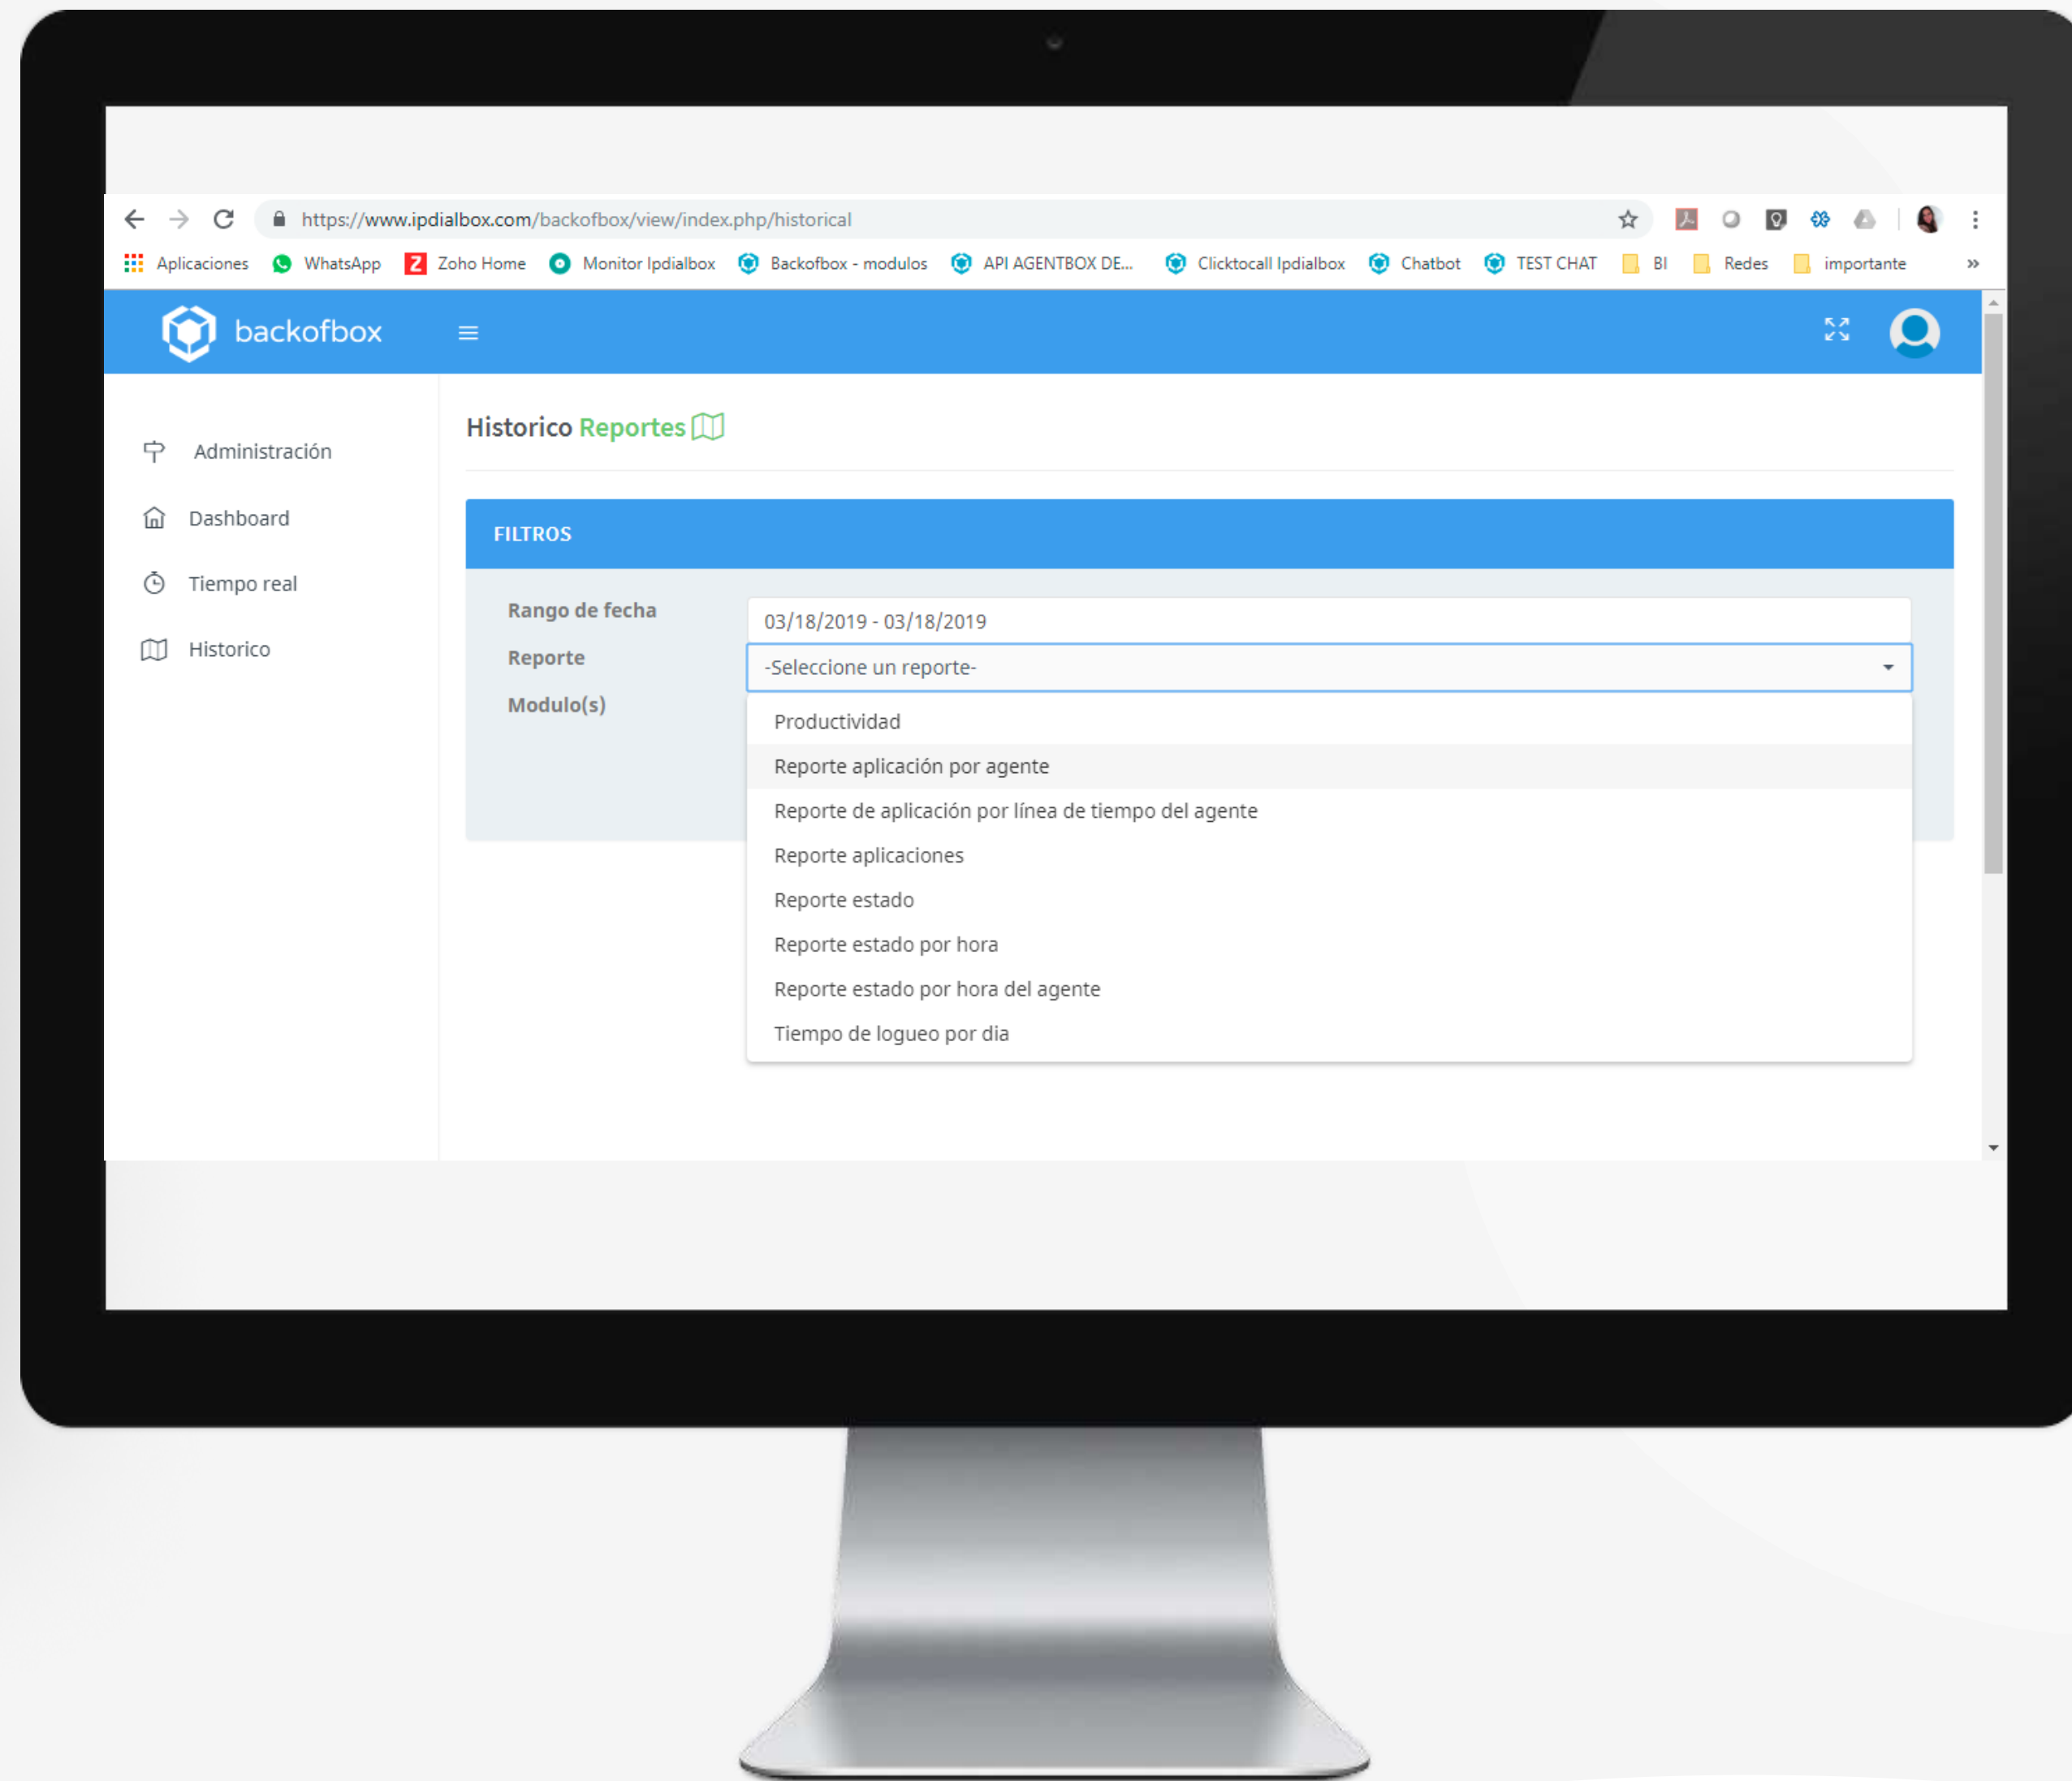 https://www.ipdialbox.com/backofbox/view/index.php/historical
Aplicaciones WhatsApp Z Zoho Home Monitor Ipdialbox Backofbox - modulos API AGENTBOX DE... Clicktocall Ipdialbox Chatbot TEST CHAT BI Redes importante »
backofbox
Historico Reportes
Administración
Dashboard
Tiempo real
Historico
FILTROS
Rango de fecha 03/18/2019 - 03/18/2019
Reporte -Seleccione un reporte-
Modulo(s)
Productividad
Reporte aplicación por agente
Reporte de aplicación por línea de tiempo del agente
Reporte aplicaciones
Reporte estado
Reporte estado por hora
Reporte estado por hora del agente
Tiempo de logueo por dia